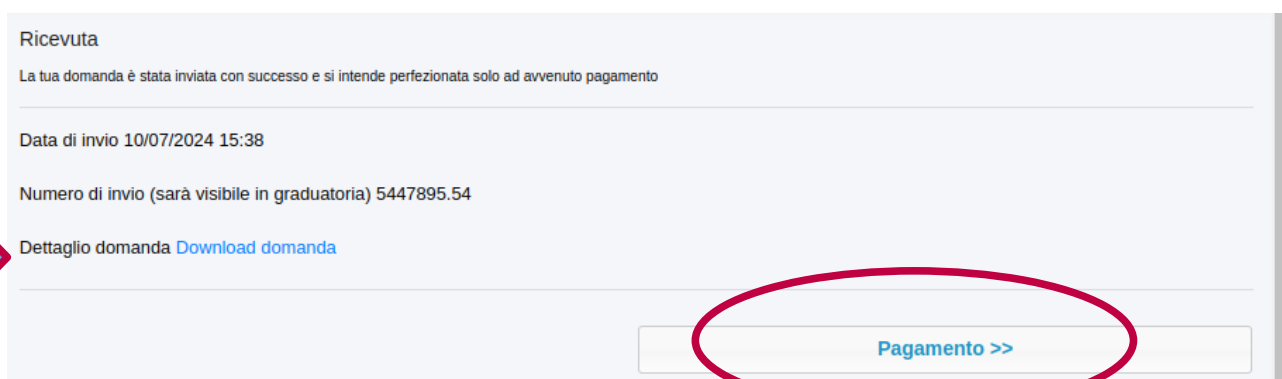 Ricevuta
La tua domanda è stata inviata con successo e si intende perfezionata solo ad avvenuto pagamento
Data di invio 10/07/2024 15:38
Numero di invio (sarà visibile in graduatoria) 5447895.54
Dettaglio domanda Download domanda
Pagamento >>